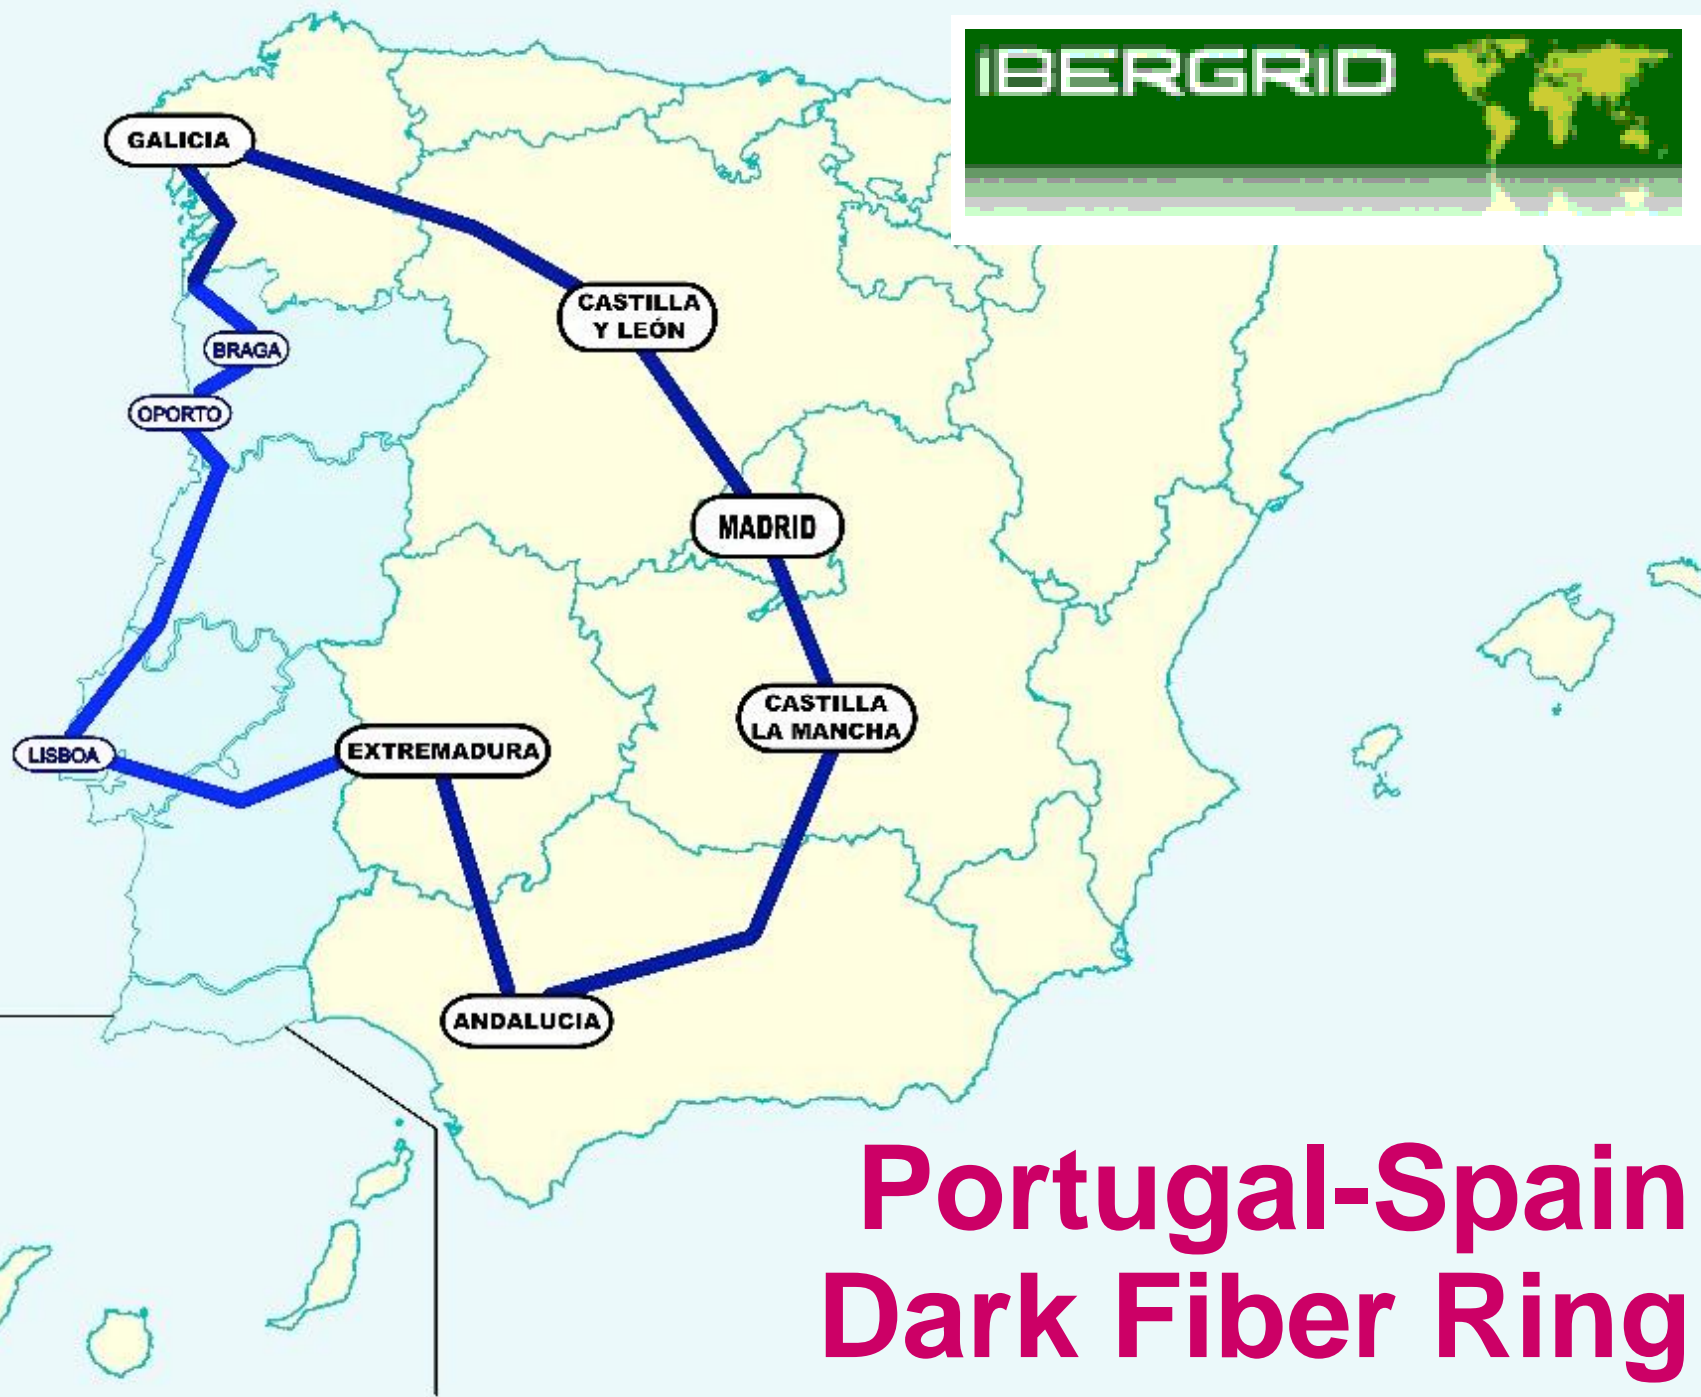 iBERGRiD
GALICIA
CASTILLA
Y LEÓN
BRAGA
OPORTO
MADRID
CASTILLA
LA MANCHA
LISBOA
EXTREMADURA
ANDALUCIA
Portugal-Spain
Dark Fiber Ring